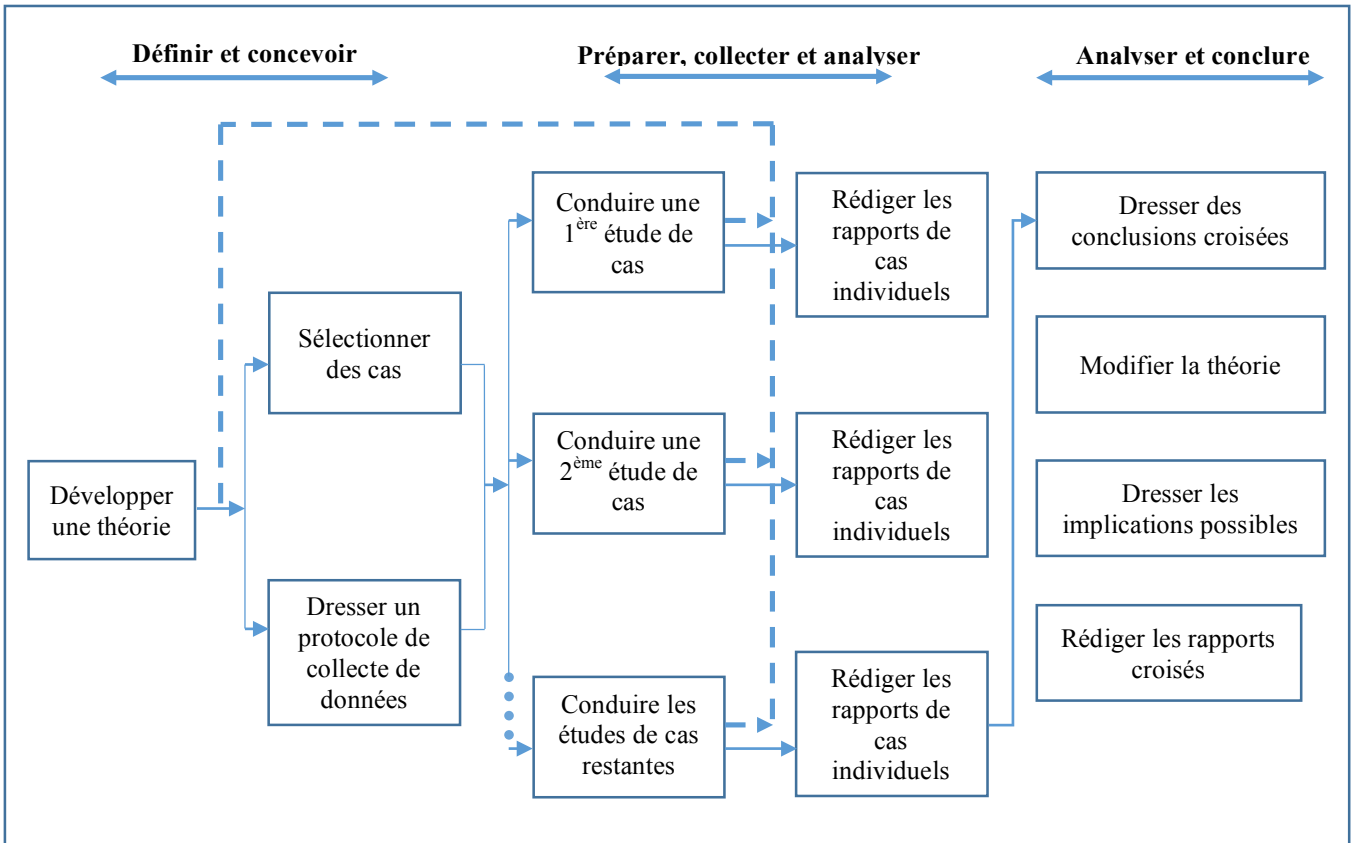 Définir et concevoir
Préparer, collecter et analyser
Analyser et conclure
Développer
une théorie
Sélectionner
des cas
Dresser un
protocole de
collecte de
données
Conduire une
1ère étude de
cas
Conduire une
2ème étude de
cas
Conduire les
études de cas
restantes
Rédiger les
rapports de
cas
individuels
Rédiger les
rapports de
cas
individuels
Rédiger les
rapports de
cas
individuels
Dresser des
conclusions croisées
Modifier la théorie
Dresser les
implications possibles
Rédiger les rapports
croisés